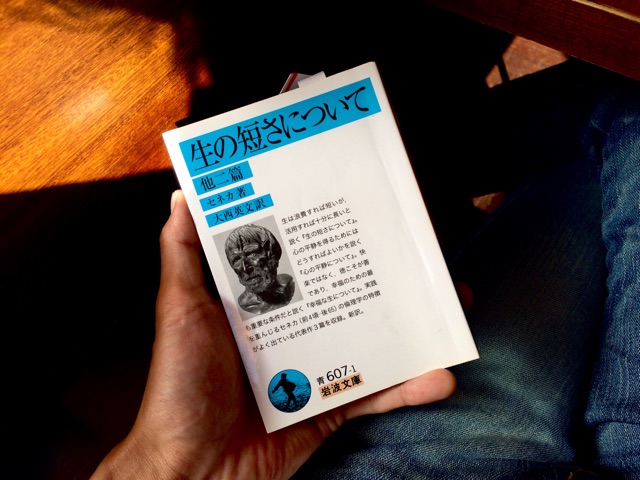 生の短さについて
他二篇
セネカ著
大西英文訳
生は浪費すれば短いが,
活用すれば十分に長いと
説く『生の短さについて』.
心の平静を得るためには
どうすればよいかを説く
『心の平静について』. 快
楽ではなく, 徳こそが善
であり, 幸福のための最
も重要な条件だと説く『幸福な生について』. 実践
を重んじるセネカ(前4頃-後65)の倫理学の特徴
がよく出ている代表作3篇を収録. 新訳.
青607-1
岩波文庫